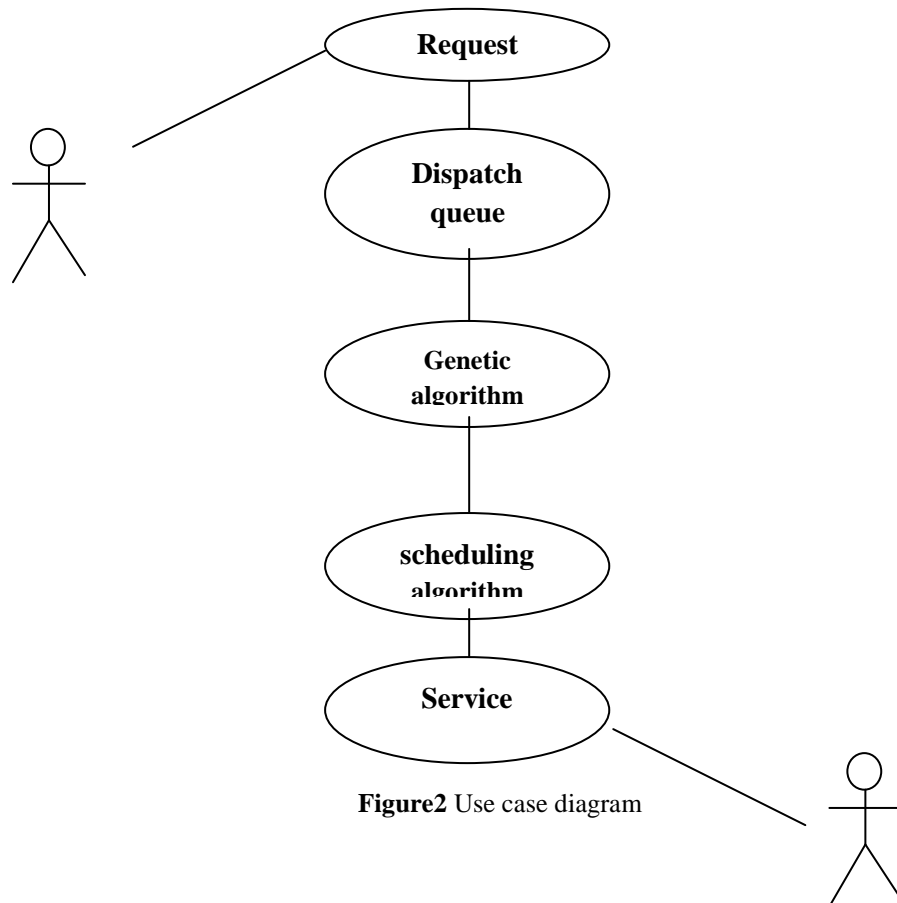 Request
Dispatch
queue
Genetic
algorithm
scheduling
algorithm
Service
Figure2 Use case diagram